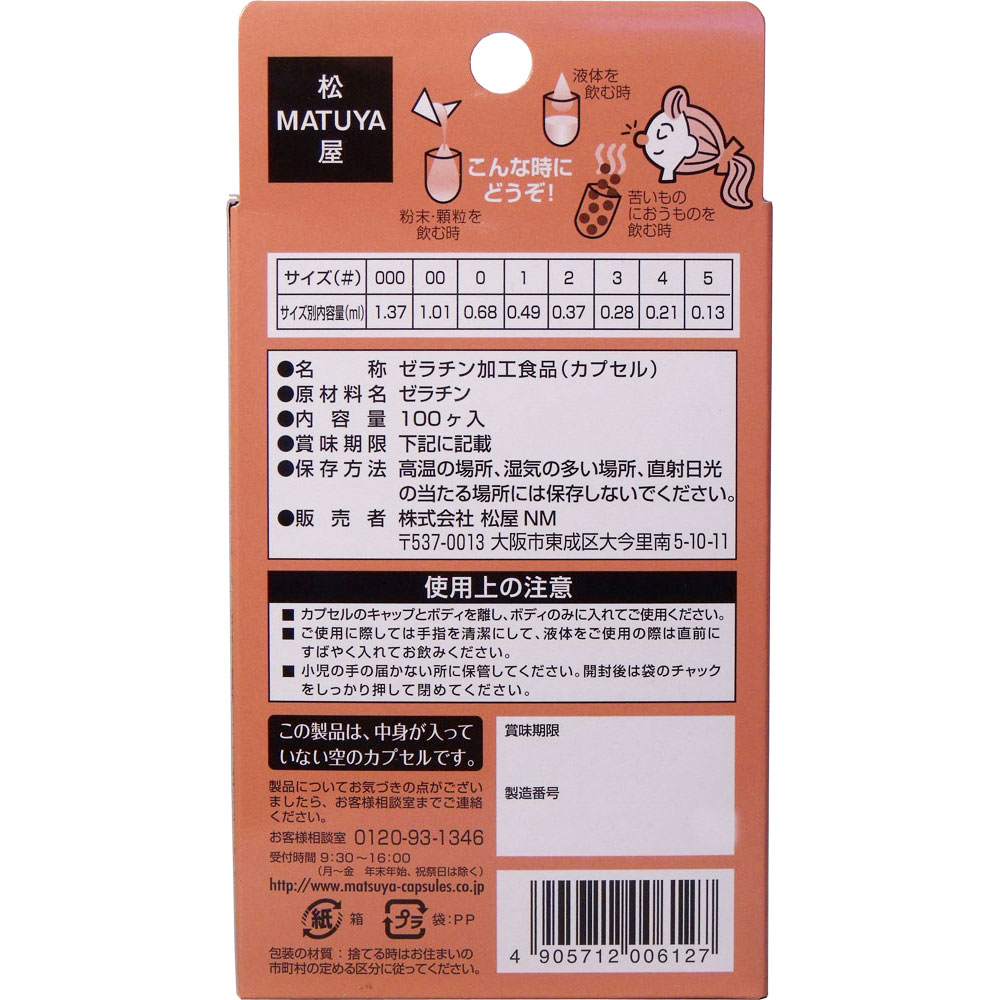 松
MATUYA
屋
液体を
飲む時
こんな時に
どうぞ!
粉末・顆粒を
飲む時
苦いもの
におうものを
飲む時
サイズ(#) 000 00 0 1 2 3 4 5
サイズ別内容量(ml) 1.37 1.01 0.68 0.49 0.37 0.28 0.21 0.13
●名称 ゼラチン加工食品(カプセル)
●原材料名 ゼラチン
●内容量 100ヶ入
●賞味期限 下記に記載
●保存方法 高温の場所、湿気の多い場所、直射日光
の当たる場所には保存しないでください。
●販売者 株式会社 松屋NM
〒537-0013 大阪市東成区大今里南5-10-11
使用上の注意
■ カプセルのキャップとボディを離し、ボディのみに入れてご使用ください。
■ ご使用に際しては手指を清潔にして、液体をご使用の際は直前に
すばやく入れてお飲みください。
■ 小児の手の届かない所に保管してください。開封後は袋のチャック
をしっかり押して閉めてください。
この製品は、中身が入って
いない空のカプセルです。
製品についてお気づきの点がござい
ましたら、お客様相談室までご連絡
ください。
お客様相談室 0120-93-1346
受付時間 9:30~16:00
(月~金 年末年始、祝祭日は除く)
http://www.matsuya-capsules.co.jp
紙 箱 プラ 袋:PP
包装の材質:捨てる時はお住まいの
市町村の定める区分に従ってください。
賞味期限
製造番号
4 905712 006127